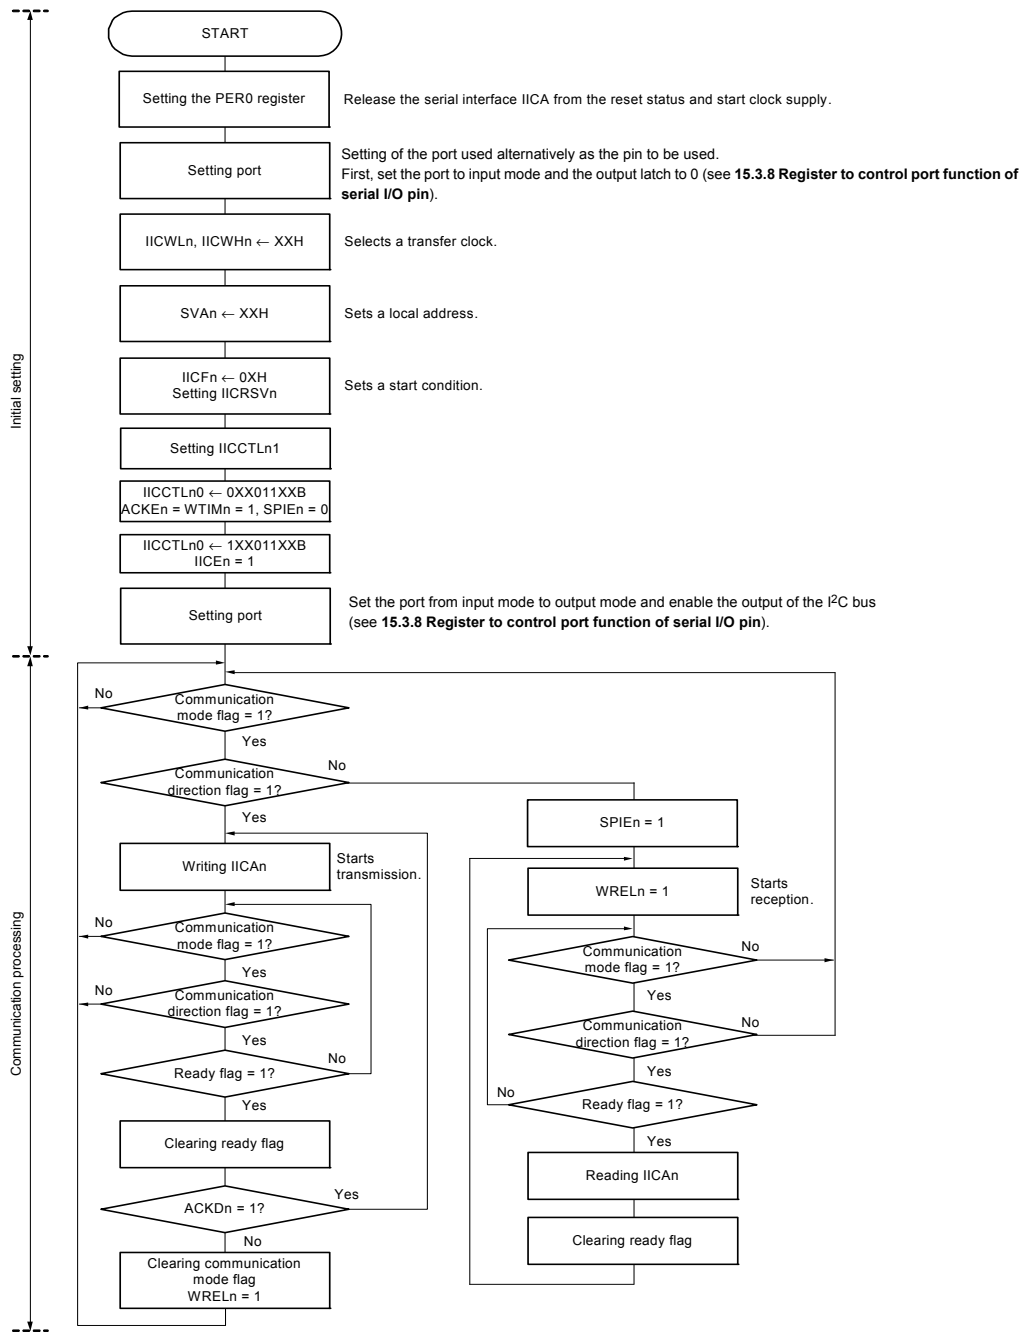 START
Setting the PER0 register
Release the serial interface IICA from the reset status and start clock supply.
Setting port
Setting of the port used alternatively as the pin to be used.
First, set the port to input mode and the output latch to 0 (see 15.3.8 Register to control port function of
serial I/O pin).
IICWLn, IICWHn ← XXH
Selects a transfer clock.
SVAn ← XXH
Sets a local address.
IICFn ← 0XH
Setting IICRSVn
Sets a start condition.
Initial setting
Setting IICCTLn1
IICCTLn0 ← 0XX011XXB
ACKEn = WTIMn = 1, SPIEn = 0
IICCTLn0 ← 1XX011XXB
IICEn = 1
Setting port
Set the port from input mode to output mode and enable the output of the I2C bus
(see 15.3.8 Register to control port function of serial I/O pin).
Communication processing
No
Communication
mode flag = 1?
Yes
Communication
direction flag = 1?
No
Yes
Writing IICAn
Starts
transmission.
No
Communication
mode flag = 1?
Yes
No
Communication
direction flag = 1?
Yes
Ready flag = 1?
No
Yes
Clearing ready flag
ACKDn = 1?
Yes
No
Clearing communication
mode flag
WRELn = 1
SPIEn = 1
WRELn = 1
Starts
reception.
Communication
mode flag = 1?
No
Yes
Communication
direction flag = 1?
No
Yes
No
Ready flag = 1?
Yes
Reading IICAn
Clearing ready flag